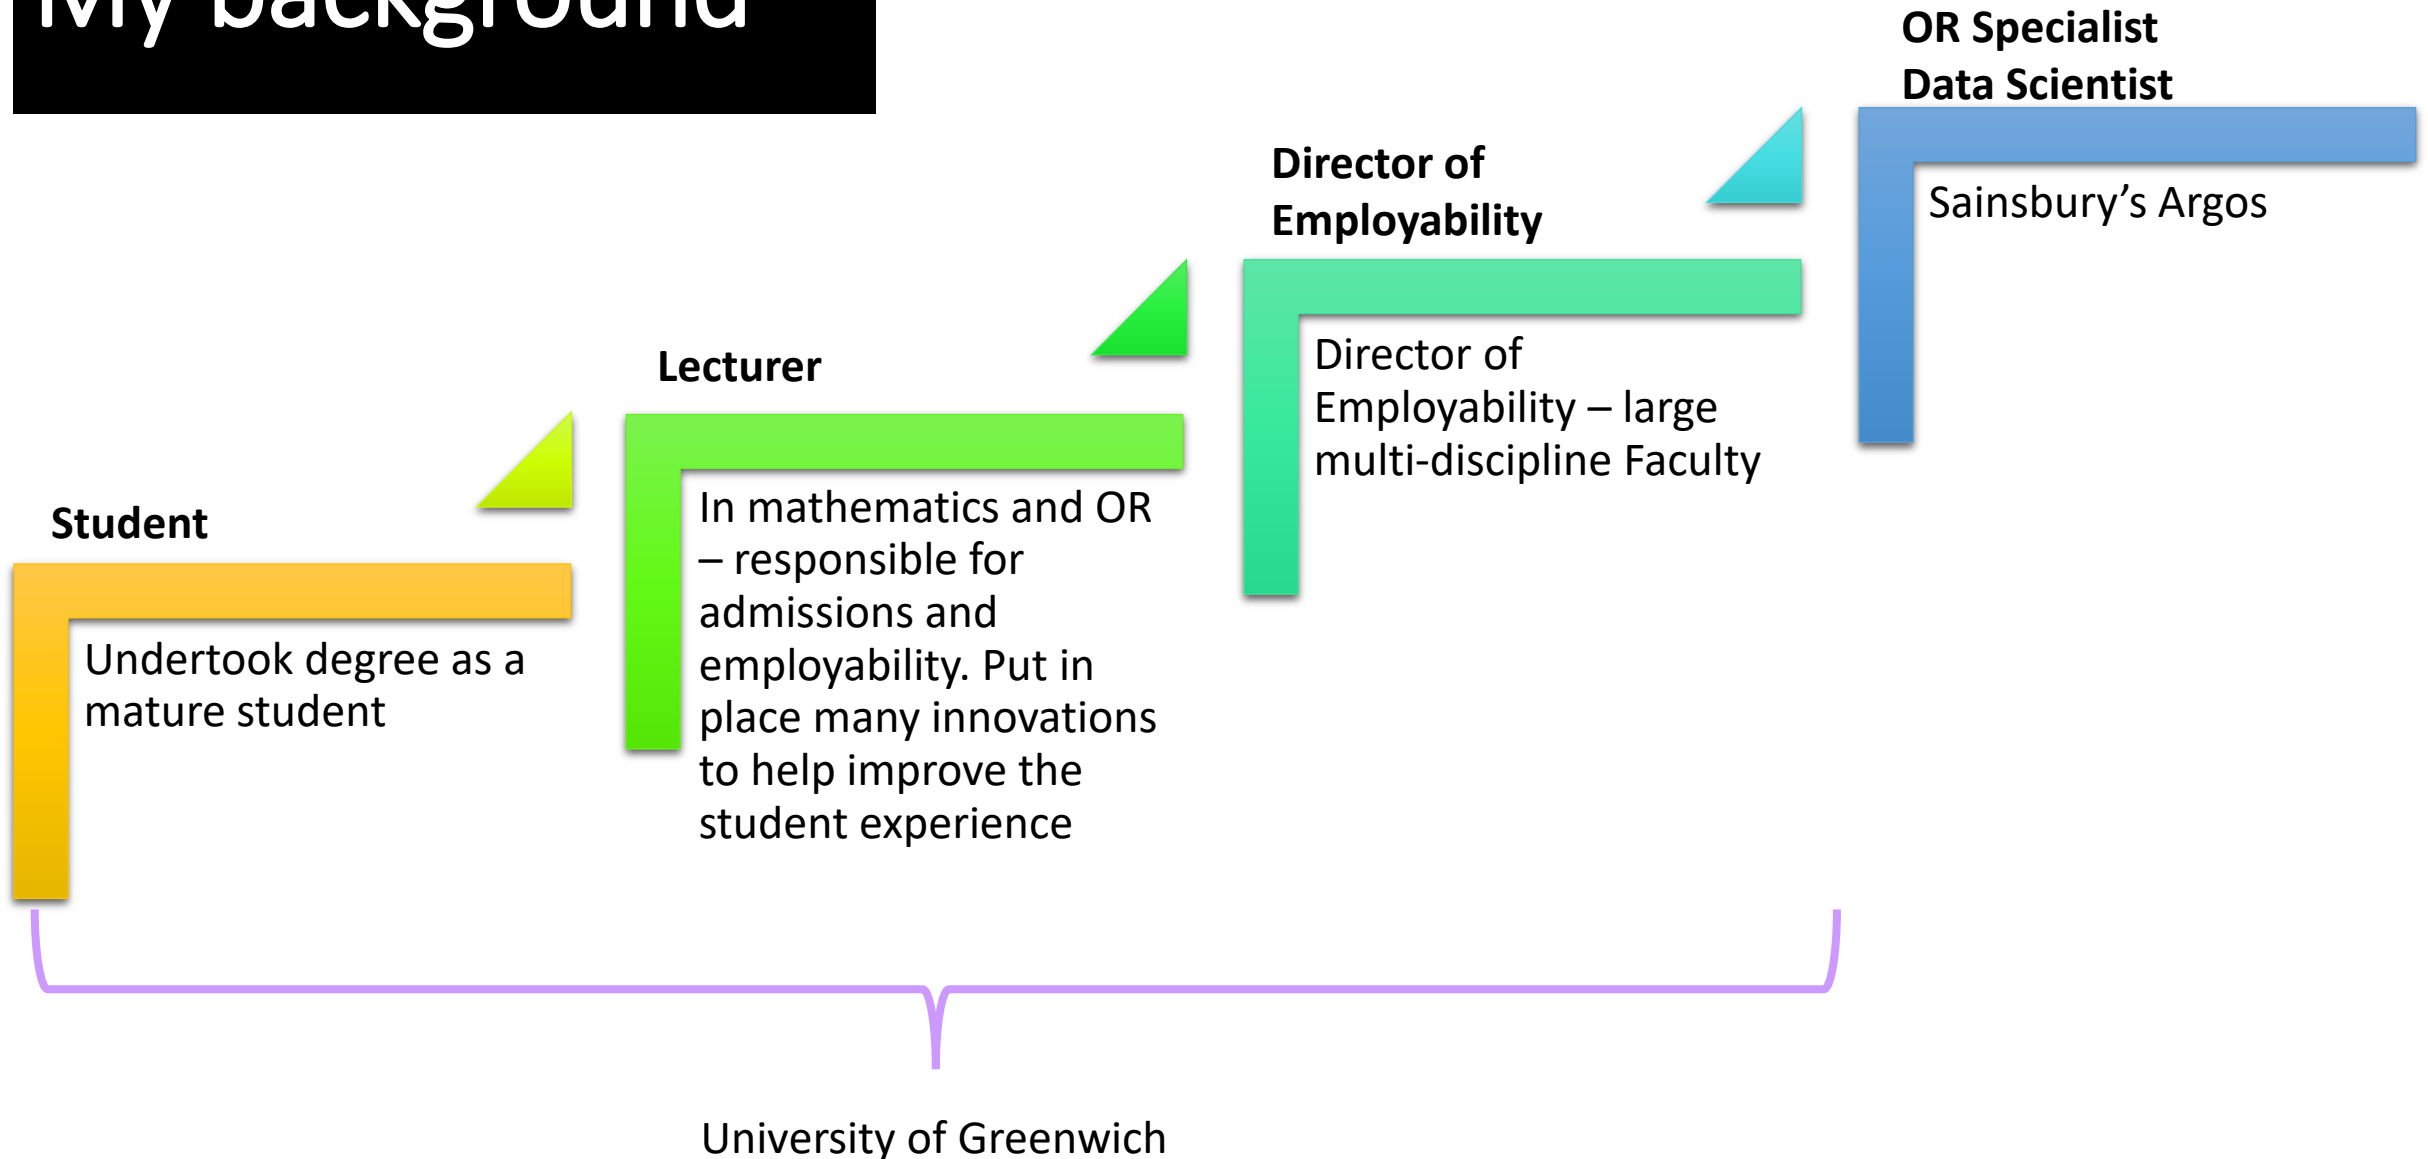 My background
OR Specialist
Data Scientist
Sainsbury’s Argos
Director of
Employability
Director of
Employability – large
multi-discipline Faculty
Lecturer
In mathematics and OR
– responsible for
admissions and
employability. Put in
place many innovations
to help improve the
student experience
Student
Undertook degree as a
mature student
University of Greenwich